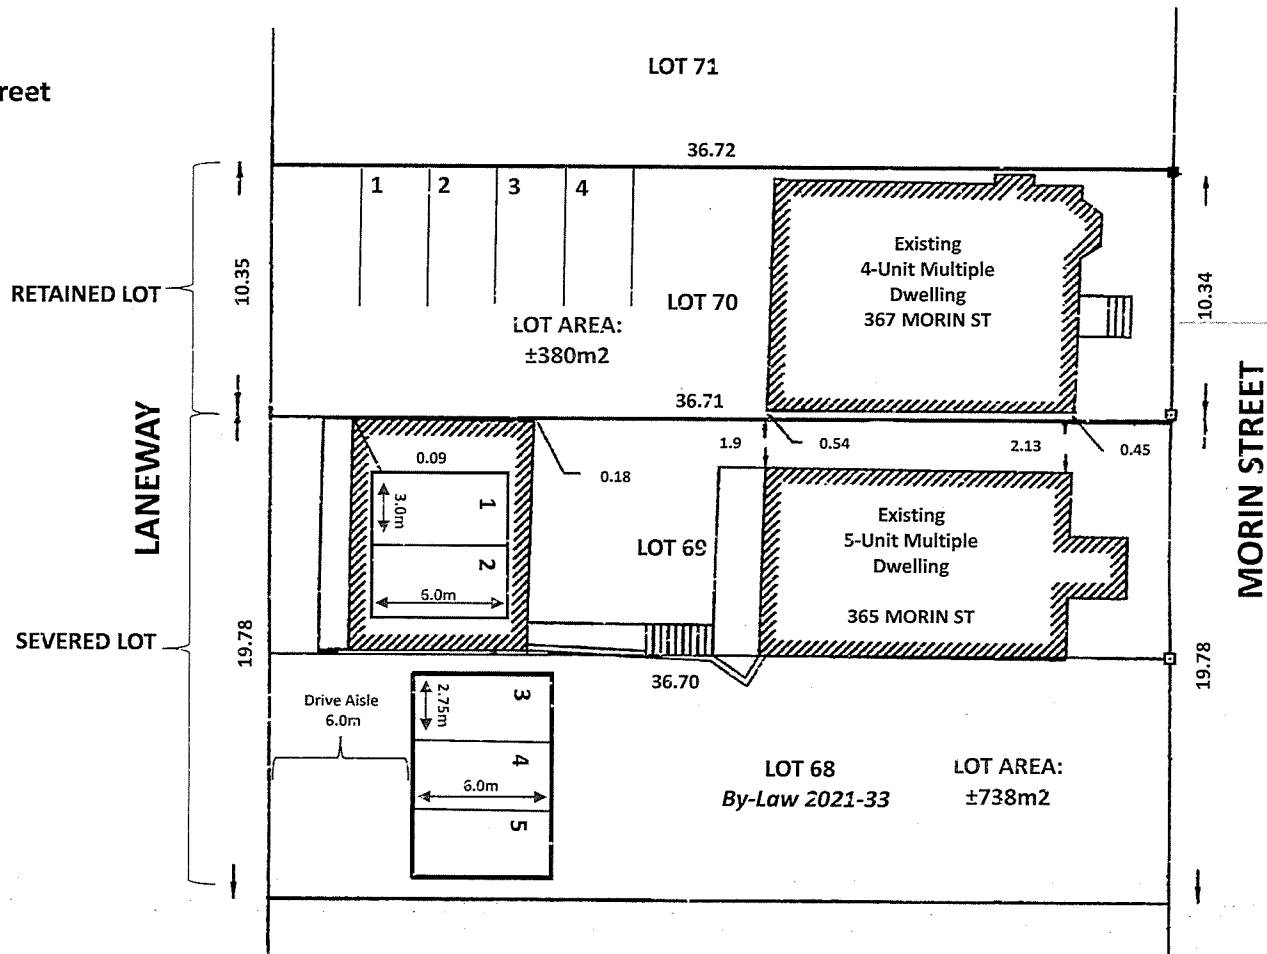 LOT 71
reet
36.72
1 2 3 4
Existing
4-Unit Multiple
Dwelling
367 MORIN ST
10.35
10.34
RETAINED LOT
LOT 70
LOT AREA:
±380m2
36.71
LANEWAY
MORIN STREET
1.9
0.54
2.13
0.45
0.09
0.18
1
3.0m
2
6.0m
LOT 69
Existing
5-Unit Multiple
Dwelling
365 MORIN ST
SEVERED LOT
19.78
19.78
36.70
Drive Aisle
6.0m
3
2.75m
4
6.0m
5
LOT 68
By-Law 2021-33
LOT AREA:
±738m2